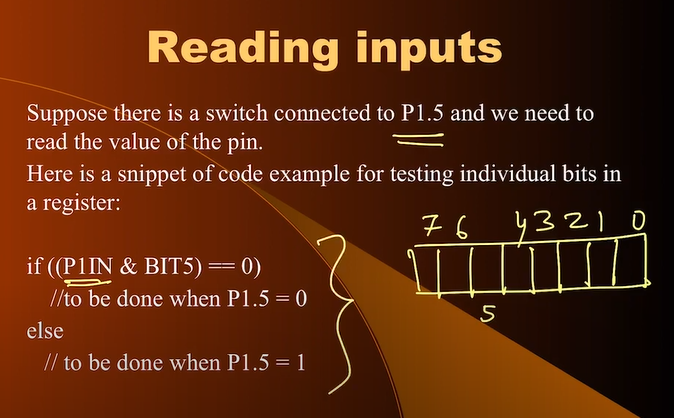 Reading inputs
Suppose there is a switch connected to P1.5 and we need to
read the value of the pin.
Here is a snippet of code example for testing individual bits in
a register:
7 6 4 3 2 1 0
if ((P1IN & BIT5) == 0)
//to be done when P1.5 = 0
5
else
// to be done when P1.5 = 1